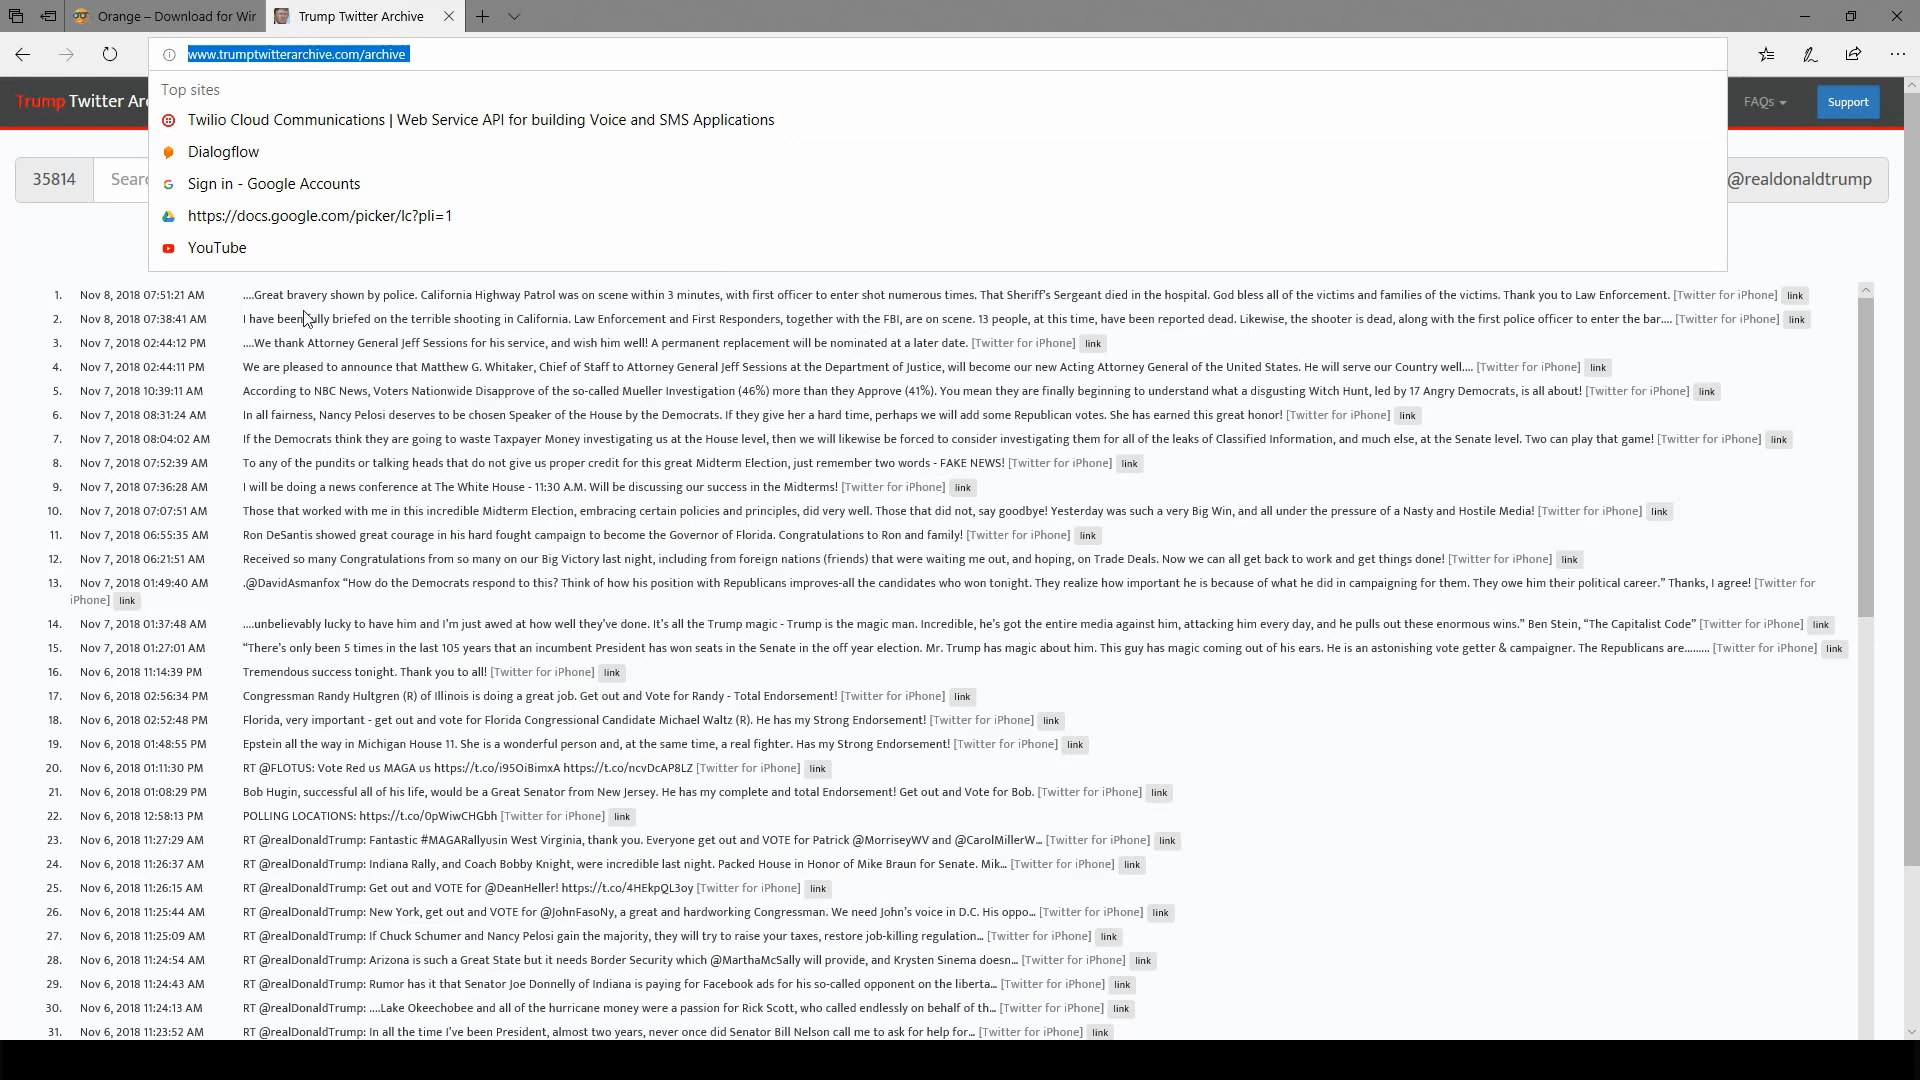 Orange – Download for Wir
Trump Twitter Archive
www.trumptwitterarchive.com/archive
Top sites
Trump Twitter Arc
FAQs
Support
Twilio Cloud Communications | Web Service API for building Voice and SMS Applications
Dialogflow
35814
Searc
Sign in - Google Accounts
@realdonaldtrump
https://docs.google.com/picker/lc?pli=1
YouTube
1. Nov 8, 2018 07:51:21 AM ....Great bravery shown by police. California Highway Patrol was on scene within 3 minutes, with first officer to enter shot numerous times. That Sheriff's Sergeant died in the hospital. God bless all of the victims and families of the victims. Thank you to Law Enforcement. [Twitter for iPhone] link
2. Nov 8, 2018 07:38:41 AM I have been fully briefed on the terrible shooting in California. Law Enforcement and First Responders, together with the FBI, are on scene. 13 people, at this time, have been reported dead. Likewise, the shooter is dead, along with the first police officer to enter the bar.... [Twitter for iPhone] link
3. Nov 7, 2018 02:44:12 PM ....We thank Attorney General Jeff Sessions for his service, and wish him well! A permanent replacement will be nominated at a later date. [Twitter for iPhone] link
4. Nov 7, 2018 02:44:11 PM We are pleased to announce that Matthew G. Whitaker, Chief of Staff to Attorney General Jeff Sessions at the Department of Justice, will become our new Acting Attorney General of the United States. He will serve our Country well.... [Twitter for iPhone] link
5. Nov 7, 2018 10:39:11 AM According to NBC News, Voters Nationwide Disapprove of the so-called Mueller Investigation (46%) more than they Approve (41%). You mean they are finally beginning to understand what a disgusting Witch Hunt, led by 17 Angry Democrats, is all about! [Twitter for iPhone] link
6. Nov 7, 2018 08:31:24 AM In all fairness, Nancy Pelosi deserves to be chosen Speaker of the House by the Democrats. If they give her a hard time, perhaps we will add some Republican votes. She has earned this great honor! [Twitter for iPhone] link
7. Nov 7, 2018 08:04:02 AM If the Democrats think they are going to waste Taxpayer Money investigating us at the House level, then we will likewise be forced to consider investigating them for all of the leaks of Classified Information, and much else, at the Senate level. Two can play that game! [Twitter for iPhone] link
8. Nov 7, 2018 07:52:39 AM To any of the pundits or talking heads that do not give us proper credit for this great Midterm Election, just remember two words - FAKE NEWS! [Twitter for iPhone] link
9. Nov 7, 2018 07:36:28 AM I will be doing a news conference at The White House - 11:30 A.M. Will be discussing our success in the Midterms! [Twitter for iPhone] link
10. Nov 7, 2018 07:07:51 AM Those that worked with me in this incredible Midterm Election, embracing certain policies and principles, did very well. Those that did not, say goodbye! Yesterday was such a very Big Win, and all under the pressure of a Nasty and Hostile Media! [Twitter for iPhone] link
11. Nov 7, 2018 06:55:35 AM Ron DeSantis showed great courage in his hard fought campaign to become the Governor of Florida. Congratulations to Ron and family! [Twitter for iPhone] link
12. Nov 7, 2018 06:21:51 AM Received so many Congratulations from so many on our Big Victory last night, including from foreign nations (friends) that were waiting me out, and hoping, on Trade Deals. Now we can all get back to work and get things done! [Twitter for iPhone] link
13. Nov 7, 2018 01:49:40 AM .@DavidAsmanfox “How do the Democrats respond to this? Think of how his position with Republicans improves-all the candidates who won tonight. They realize how important he is because of what he did in campaigning for them. They owe him their political career.” Thanks, I agree! [Twitter for
iPhone] link
14. Nov 7, 2018 01:37:48 AM ....unbelievably lucky to have him and I’m just awed at how well they’ve done. It’s all the Trump magic - Trump is the magic man. Incredible, he’s got the entire media against him, attacking him every day, and he pulls out these enormous wins.” Ben Stein, “The Capitalist Code” [Twitter for iPhone] link
15. Nov 7, 2018 01:27:01 AM “There’s only been 5 times in the last 105 years that an incumbent President has won seats in the Senate in the off year election. Mr. Trump has magic about him. This guy has magic coming out of his ears. He is an astonishing vote getter & campaigner. The Republicans are......... [Twitter for iPhone] link
16. Nov 6, 2018 11:14:39 PM Tremendous success tonight. Thank you to all! [Twitter for iPhone] link
17. Nov 6, 2018 02:56:34 PM Congressman Randy Hultgren (R) of Illinois is doing a great job. Get out and Vote for Randy - Total Endorsement! [Twitter for iPhone] link
18. Nov 6, 2018 02:52:48 PM Florida, very important - get out and vote for Florida Congressional Candidate Michael Waltz (R). He has my Strong Endorsement! [Twitter for iPhone] link
19. Nov 6, 2018 01:48:55 PM Epstein all the way in Michigan House 11. She is a wonderful person and, at the same time, a real fighter. Has my Strong Endorsement! [Twitter for iPhone] link
20. Nov 6, 2018 01:11:30 PM RT @FLOTUS: Vote Red us MAGA us https://t.co/i95OiBimxA https://t.co/ncvDcAP8LZ [Twitter for iPhone] link
21. Nov 6, 2018 01:08:29 PM Bob Hugin, successful all of his life, would be a Great Senator from New Jersey. He has my complete and total Endorsement! Get out and Vote for Bob. [Twitter for iPhone] link
22. Nov 6, 2018 12:58:13 PM POLLING LOCATIONS: https://t.co/0pWiwCHGbh [Twitter for iPhone] link
23. Nov 6, 2018 11:27:29 AM RT @realDonaldTrump: Fantastic #MAGARallyusin West Virginia, thank you. Everyone get out and VOTE for Patrick @MorriseyWV and @CarolMillerW… [Twitter for iPhone] link
24. Nov 6, 2018 11:26:37 AM RT @realDonaldTrump: Indiana Rally, and Coach Bobby Knight, were incredible last night. Packed House in Honor of Mike Braun for Senate. Mik… [Twitter for iPhone] link
25. Nov 6, 2018 11:26:15 AM RT @realDonaldTrump: Get out and VOTE for @DeanHeller! https://t.co/4HEkpQL3oy [Twitter for iPhone] link
26. Nov 6, 2018 11:25:44 AM RT @realDonaldTrump: New York, get out and VOTE for @JohnFasoNy, a great and hardworking Congressman. We need John’s voice in D.C. His oppo… [Twitter for iPhone] link
27. Nov 6, 2018 11:25:09 AM RT @realDonaldTrump: If Chuck Schumer and Nancy Pelosi gain the majority, they will try to raise your taxes, restore job-killing regulation… [Twitter for iPhone] link
28. Nov 6, 2018 11:24:54 AM RT @realDonaldTrump: Arizona is such a Great State but it needs Border Security which @MarthaMcSally will provide, and Krysten Sinema doesn… [Twitter for iPhone] link
29. Nov 6, 2018 11:24:43 AM RT @realDonaldTrump: Rumor has it that Senator Joe Donnelly of Indiana is paying for Facebook ads for his so-called opponent on the liberta… [Twitter for iPhone] link
30. Nov 6, 2018 11:24:13 AM RT @realDonaldTrump: ....Lake Okeechobee and all of the hurricane money were a passion for Rick Scott, who called endlessly on behalf of th… [Twitter for iPhone] link
31. Nov 6, 2018 11:23:52 AM RT @realDonaldTrump: In all the time I’ve been President, almost two years, never once did Senator Bill Nelson call me to ask for help for… [Twitter for iPhone] link